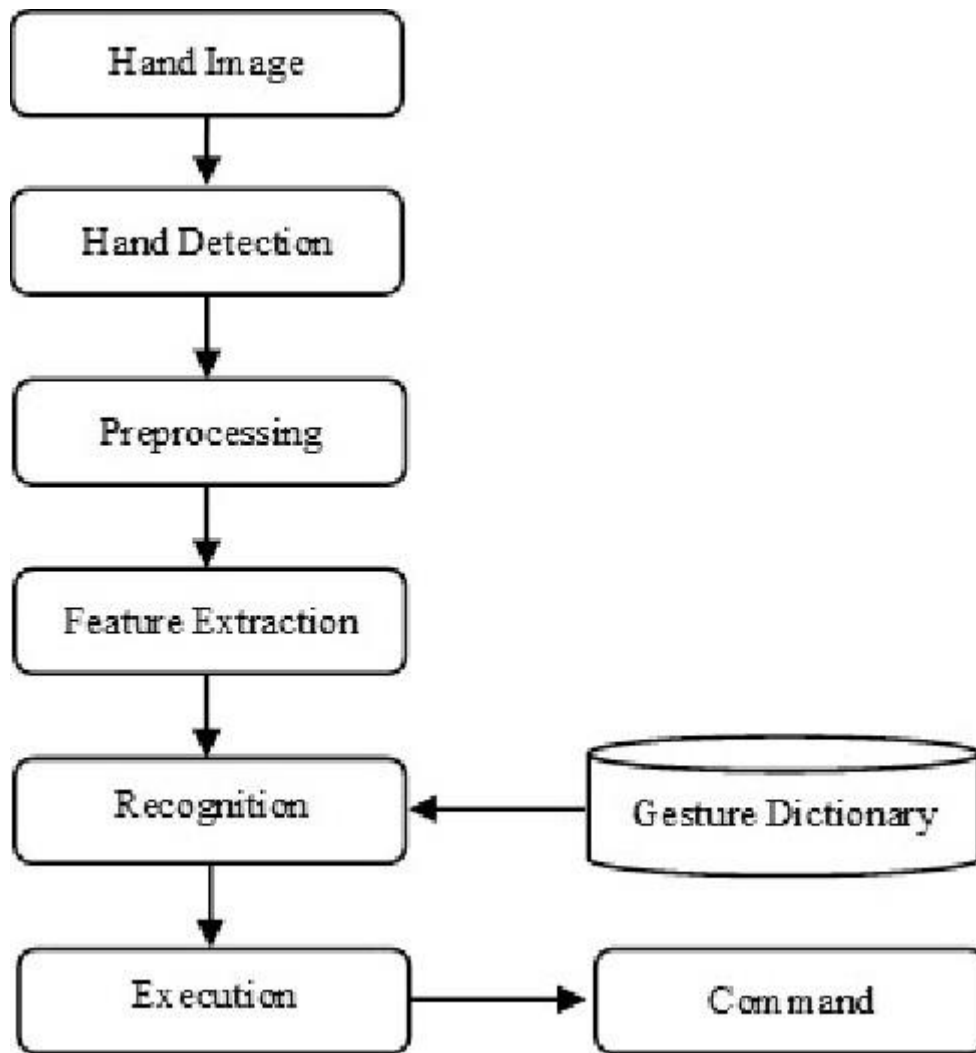 Hand Image
Hand Detection
Preprocessing
Feature Extraction
Recognition
Gesture Dictionary
Execution
Command